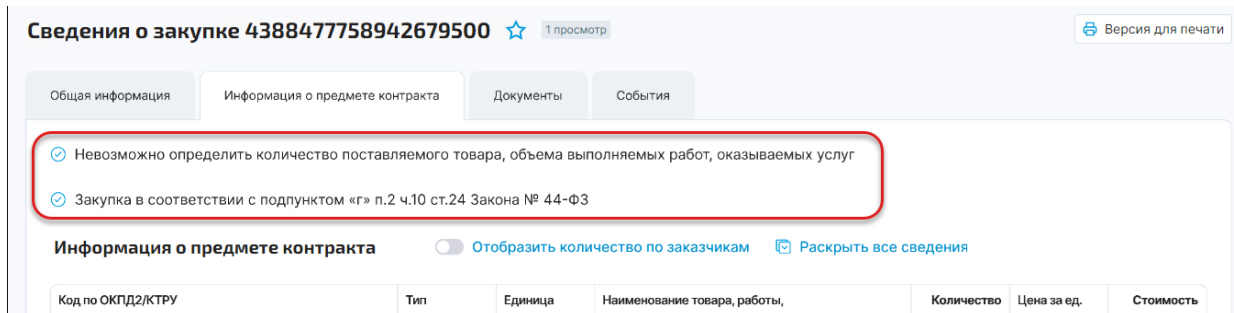 Сведения о закупке 4388477758942679500 1 просмотр Версия для печати
Общая информация Информация о предмете контракта Документы События
Невозможно определить количество поставляемого товара, объема выполняемых работ, оказываемых услуг
Закупка в соответствии с подпунктом «г» п.2 ч.10 ст.24 Закона № 44-ФЗ
Информация о предмете контракта Отобразить количество по заказчикам Раскрыть все сведения
Код по ОКПД2/КТРУ Тип Единица Наименование товара, работы, Количество Цена за ед. Стоимость